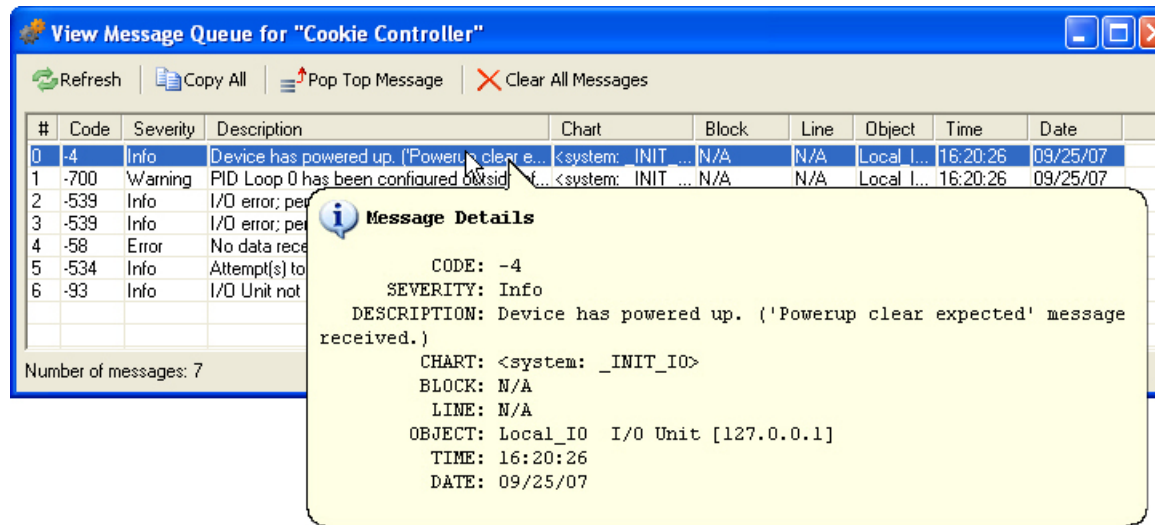 View Message Queue for "Cookie Controller"
Refresh Copy All Pop Top Message Clear All Messages
# Code Severity Description Chart Block Line Object Time Date
0 -4 Info Device has powered up. ('Powerup clear e... <system: _INIT_... N/A N/A Local_I... 16:20:26 09/25/07
1 -700 Warning PID Loop 0 has been configured outside of... <system: _INIT_... N/A N/A Local_I... 16:20:26 09/25/07
2 -539 Info I/O error; per
3 -539 Info I/O error; per
4 -58 Error No data rece
5 -534 Info Attempt(s) to
6 -93 Info I/O Unit not
Number of messages: 7
Message Details
CODE: -4
SEVERITY: Info
DESCRIPTION: Device has powered up. ('Powerup clear expected' message
received.)
CHART: <system: _INIT_IO>
BLOCK: N/A
LINE: N/A
OBJECT: Local_IO I/O Unit [127.0.0.1]
TIME: 16:20:26
DATE: 09/25/07